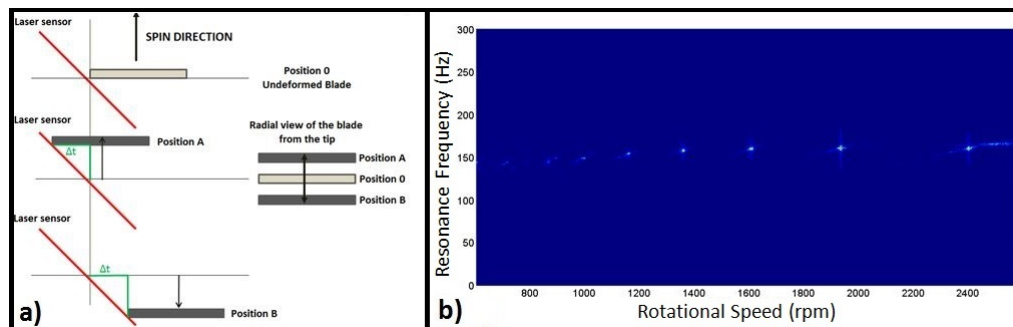 Laser sensor
SPIN DIRECTION
Position 0
Undeformed Blade
Laser sensor
Position A
Δt
Radial view of the blade
from the tip
Position A
Position 0
Position B
Laser sensor
Δt
Position B
a)
300
250
200
150
100
50
0
Resonance Frequency (Hz)
800 1000 1200 1400 1600 1800 2000 2200 2400
Rotational Speed (rpm)
b)